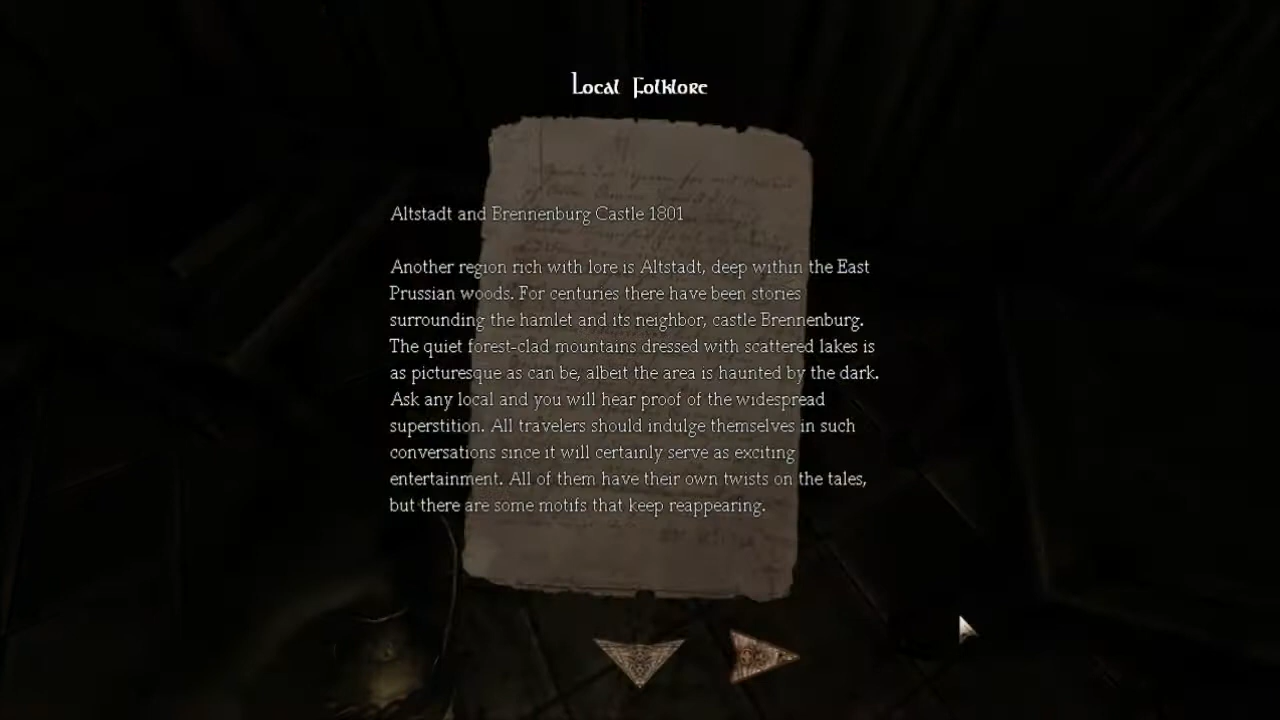 Local Folklore
Altstadt and Brennenburg Castle 1801
Another region rich with lore is Altstadt, deep within the East
Prussian woods. For centuries there have been stories
surrounding the hamlet and its neighbor, castle Brennenburg.
The quiet forest-clad mountains dressed with scattered lakes is
as picturesque as can be, albeit the area is haunted by the dark.
Ask any local and you will hear proof of the widespread
superstition. All travelers should indulge themselves in such
conversations since it will certainly serve as exciting
entertainment. All of them have their own twists on the tales,
but there are some motifs that keep reappearing.